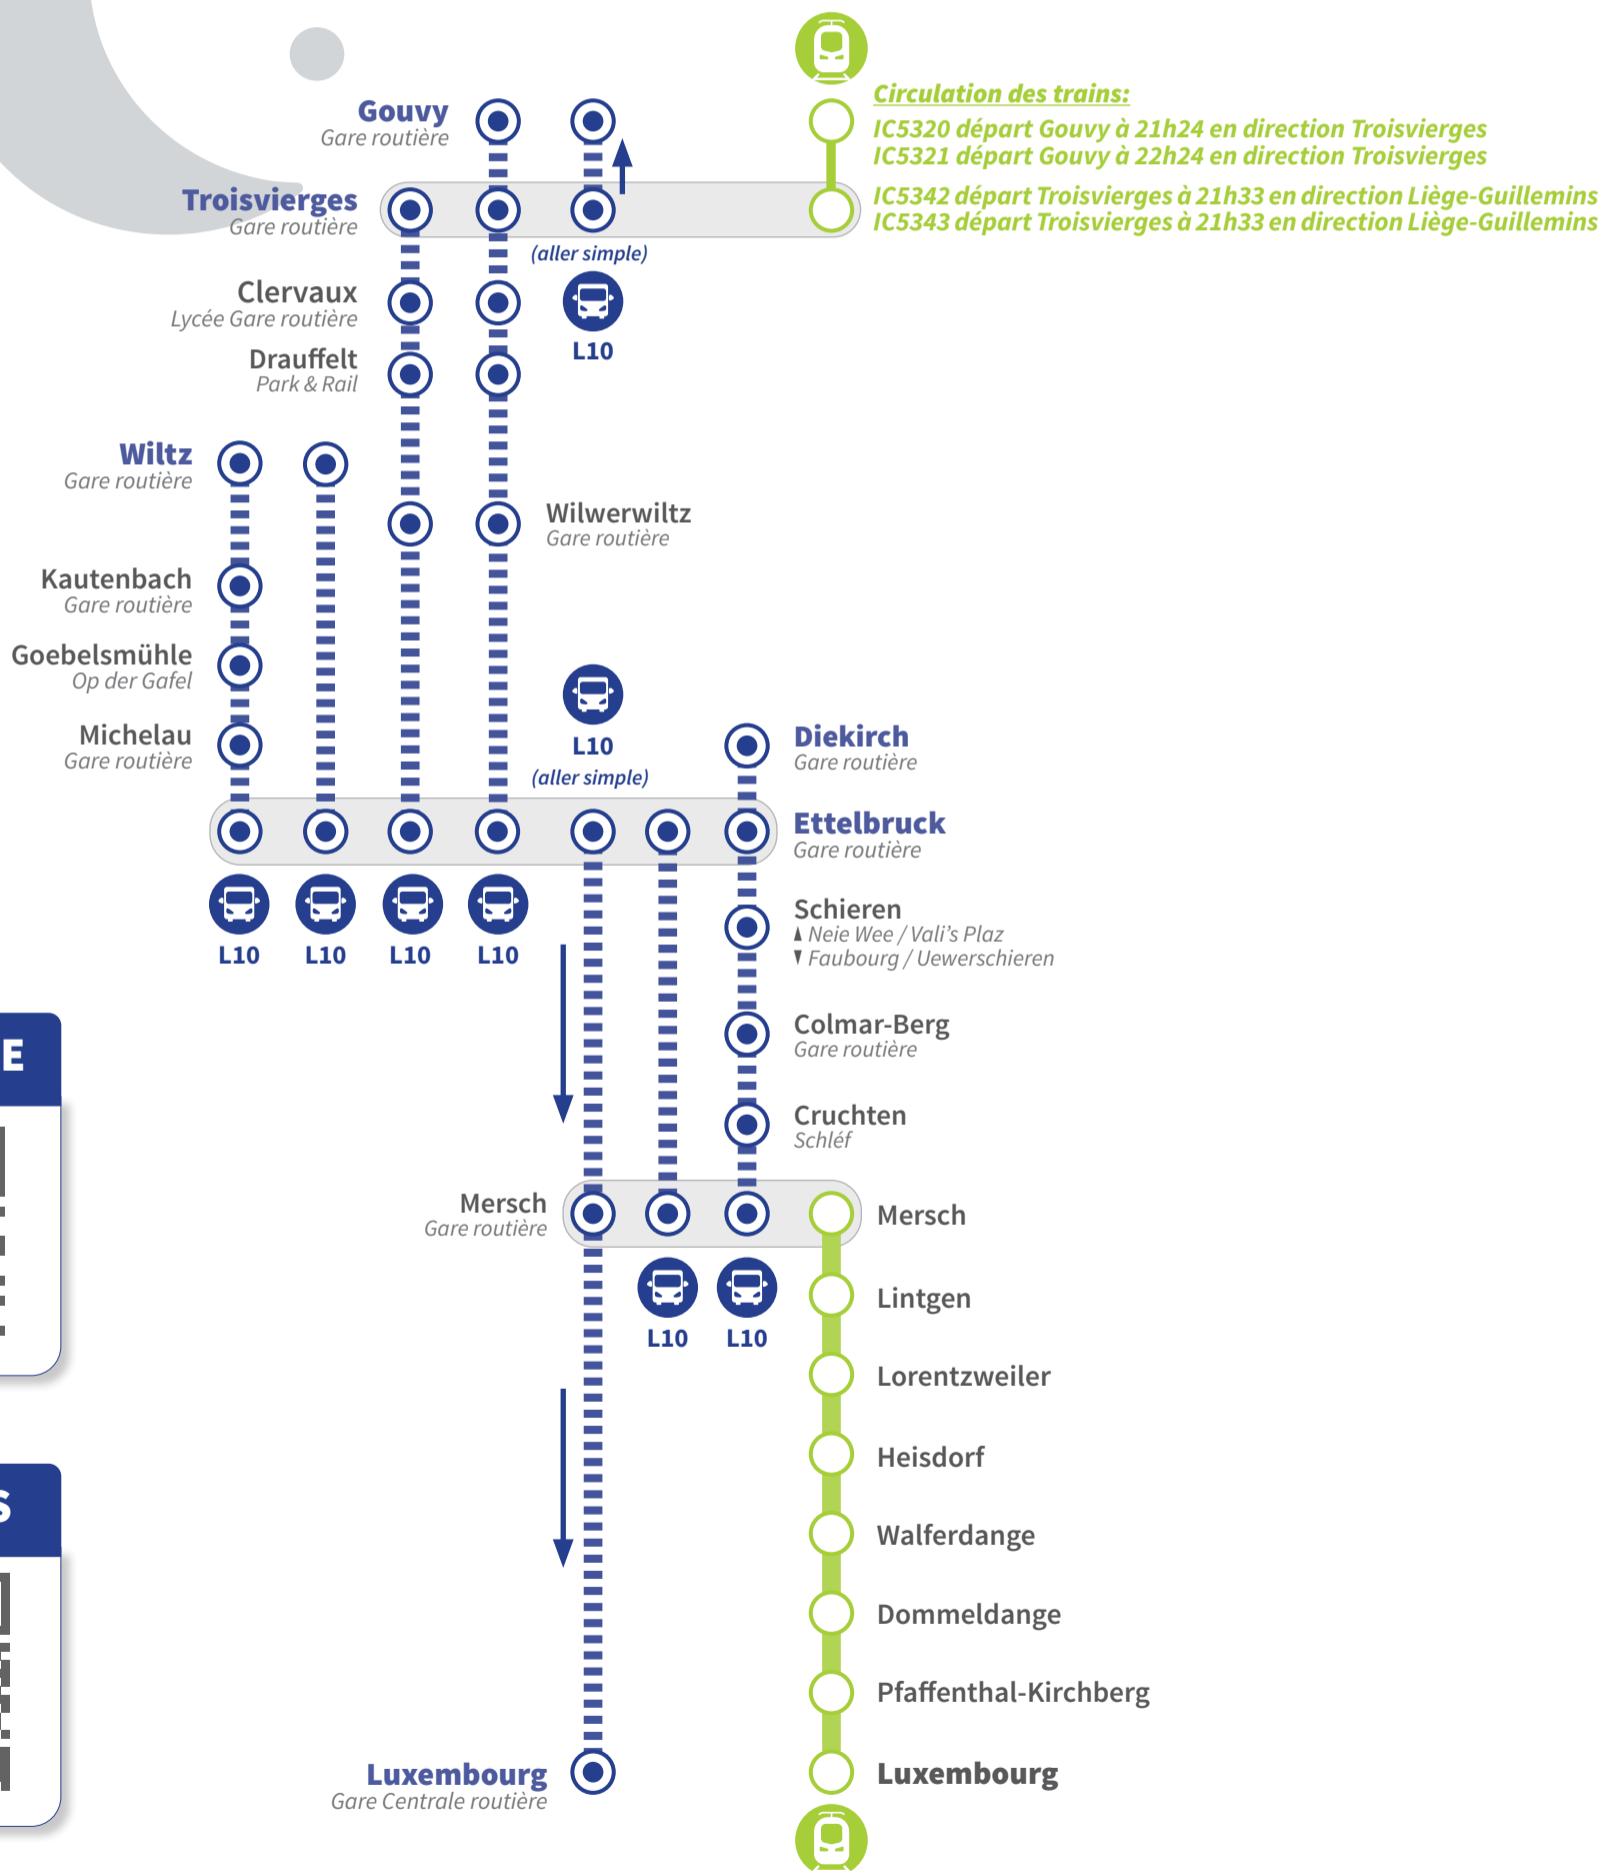 Circulation des trains:
IC5320 départ Gouvy à 21h24 en direction Troisvierges
IC5321 départ Gouvy à 22h24 en direction Troisvierges
IC5342 départ Troisvierges à 21h33 en direction Liège-Guillemins
IC5343 départ Troisvierges à 21h33 en direction Liège-Guillemins
Gouvy
Gare routière
Troisvierges
Gare routière
(aller simple)
L10
Clervaux
Lycée Gare routière
Drauffelt
Park & Rail
Wiltz
Gare routière
Wilwerwiltz
Gare routière
Kautenbach
Gare routière
Goebelsmühle
Op der Gafel
Michelau
Gare routière
L10
(aller simple)
Diekirch
Gare routière
Ettelbruck
Gare routière
L10
L10
L10
L10
Schieren
▲ Neie Wee / Vali's Plaz
▼ Faubourg / Uewerschieren
Colmar-Berg
Gare routière
Cruchten
Schléf
E
Mersch
Gare routière
Mersch
L10
L10
Lintgen
Lorentzweiler
Heisdorf
S
Walferdange
Dommeldange
Pfaffenthal-Kirchberg
Luxembourg
Gare Centrale routière
Luxembourg